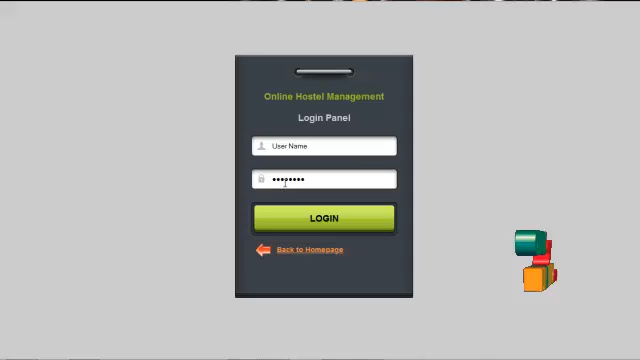 Online Hostel Management
Login Panel
User Name
••••••••
LOGIN
Back to Homepage